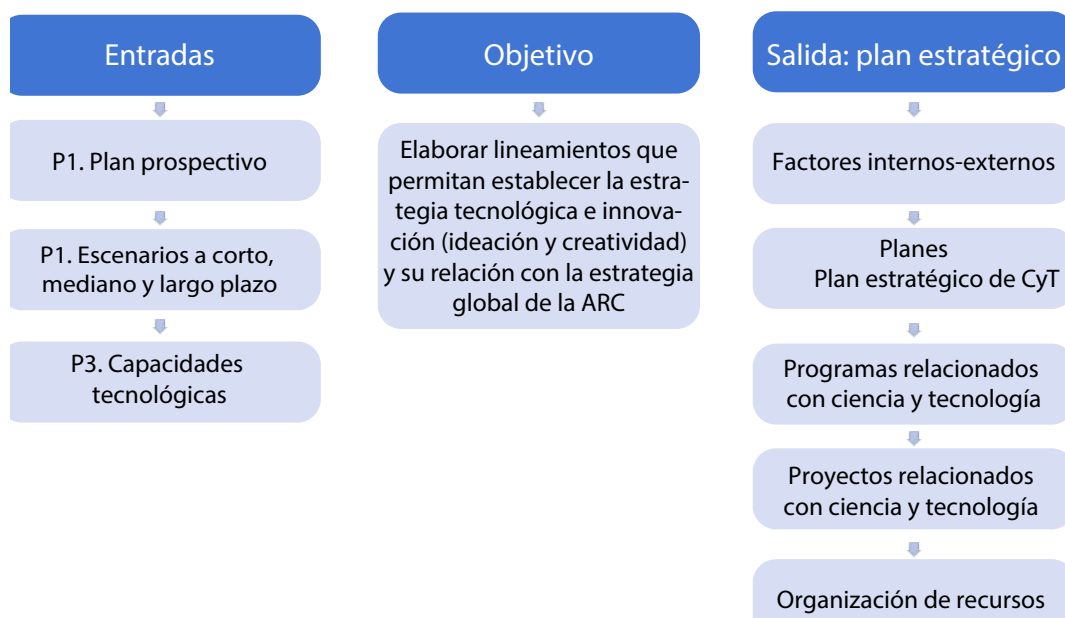 Entradas
P1. Plan prospectivo
P1. Escenarios a corto,
mediano y largo plazo
P3. Capacidades
tecnológicas
Objetivo
Elaborar lineamientos que
permitan establecer la estra-
tegia tecnológica e innova-
ción (ideación y creatividad)
y su relación con la estrategia
global de la ARC
Salida: plan estratégico
Factores internos-externos
Planes
Plan estratégico de CyT
Programas relacionados
con ciencia y tecnología
Proyectos relacionados
con ciencia y tecnología
Organización de recursos